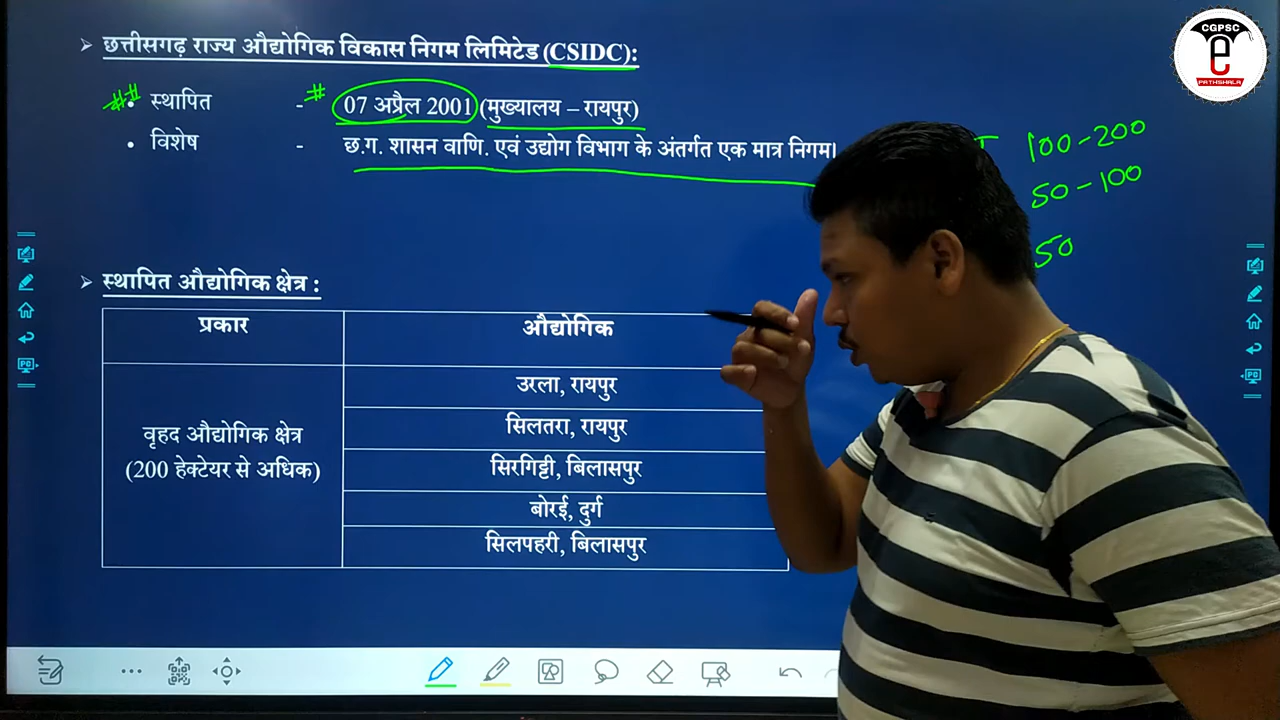 छत्तीसगढ़ राज्य औद्योगिक विकास निगम लिमिटेड (CSIDC):
## स्थापित - # 07 अप्रैल 2001 (मुख्यालय – रायपुर)
विशेष - छ.ग. शासन वाणि. एवं उद्योग विभाग के अंतर्गत एक मात्र निगम।
स्थापित औद्योगिक क्षेत्र :
प्रकार औद्योगिक
वृहद औद्योगिक क्षेत्र
(200 हेक्टेयर से अधिक)
उरला, रायपुर
सिलतरा, रायपुर
सिरगिट्टी, बिलासपुर
बोरई, दुर्ग
सिलपहरी, बिलासपुर
100-200
50-100
50
CGPSC
e
PATHSHALA
PC
PC